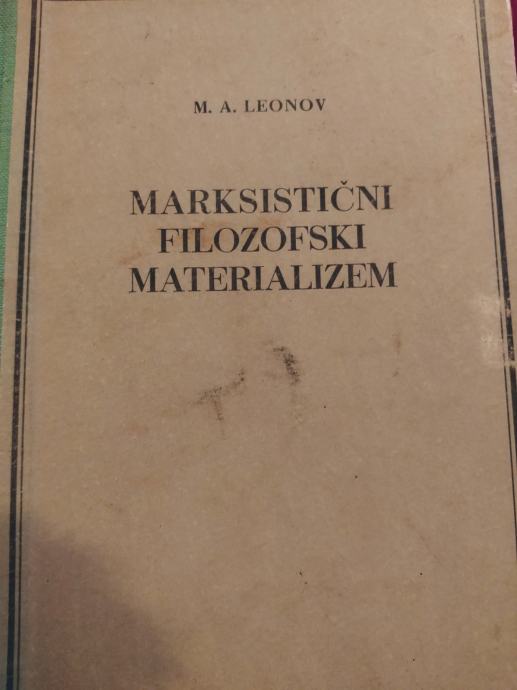 M. A. LEONOV
MARKSISTIČNI
FILOZOFSKI
MATERIALIZEM